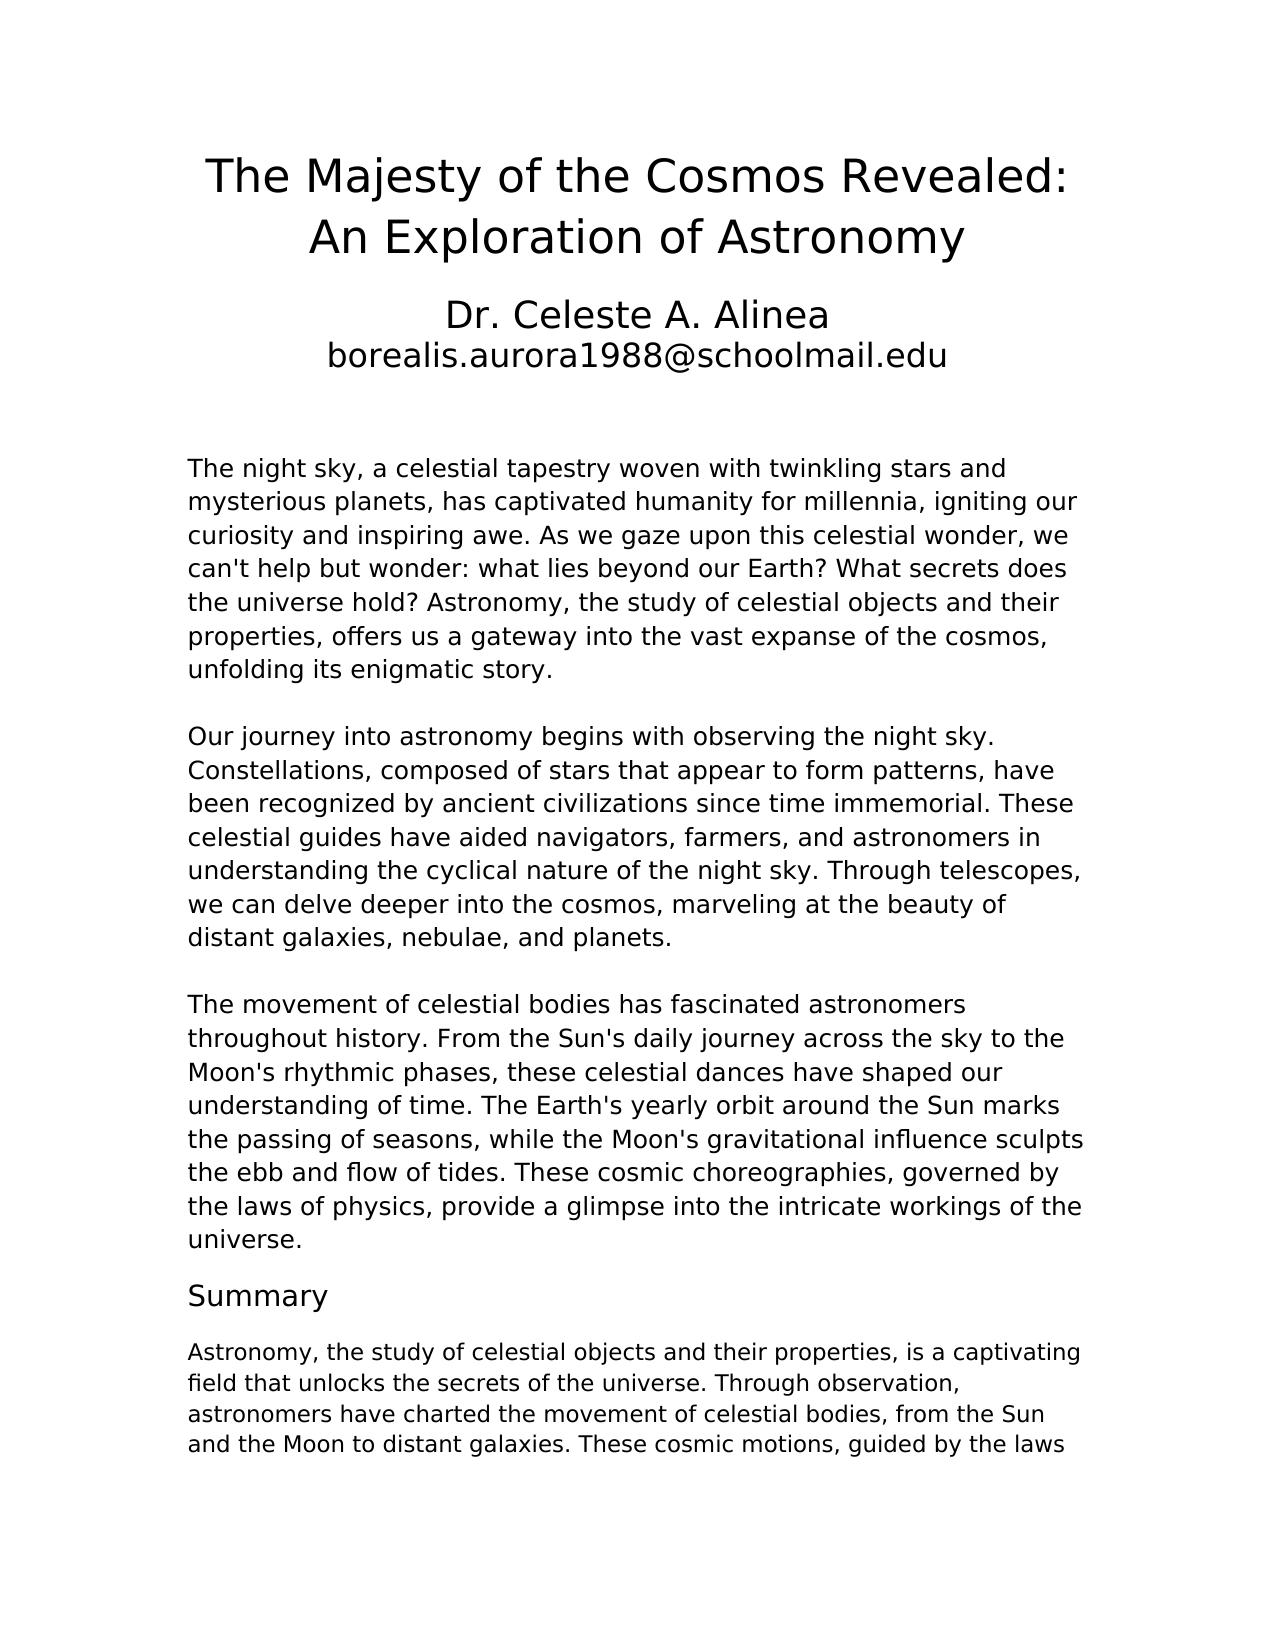 The Majesty of the Cosmos Revealed:
An Exploration of Astronomy
Dr. Celeste A. Alinea
borealis.aurora1988@schoolmail.edu
The night sky, a celestial tapestry woven with twinkling stars and
mysterious planets, has captivated humanity for millennia, igniting our
curiosity and inspiring awe. As we gaze upon this celestial wonder, we
can't help but wonder: what lies beyond our Earth? What secrets does
the universe hold? Astronomy, the study of celestial objects and their
properties, offers us a gateway into the vast expanse of the cosmos,
unfolding its enigmatic story.
Our journey into astronomy begins with observing the night sky.
Constellations, composed of stars that appear to form patterns, have
been recognized by ancient civilizations since time immemorial. These
celestial guides have aided navigators, farmers, and astronomers in
understanding the cyclical nature of the night sky. Through telescopes,
we can delve deeper into the cosmos, marveling at the beauty of
distant galaxies, nebulae, and planets.
The movement of celestial bodies has fascinated astronomers
throughout history. From the Sun's daily journey across the sky to the
Moon's rhythmic phases, these celestial dances have shaped our
understanding of time. The Earth's yearly orbit around the Sun marks
the passing of seasons, while the Moon's gravitational influence sculpts
the ebb and flow of tides. These cosmic choreographies, governed by
the laws of physics, provide a glimpse into the intricate workings of the
universe.
Summary
Astronomy, the study of celestial objects and their properties, is a captivating
field that unlocks the secrets of the universe. Through observation,
astronomers have charted the movement of celestial bodies, from the Sun
and the Moon to distant galaxies. These cosmic motions, guided by the laws